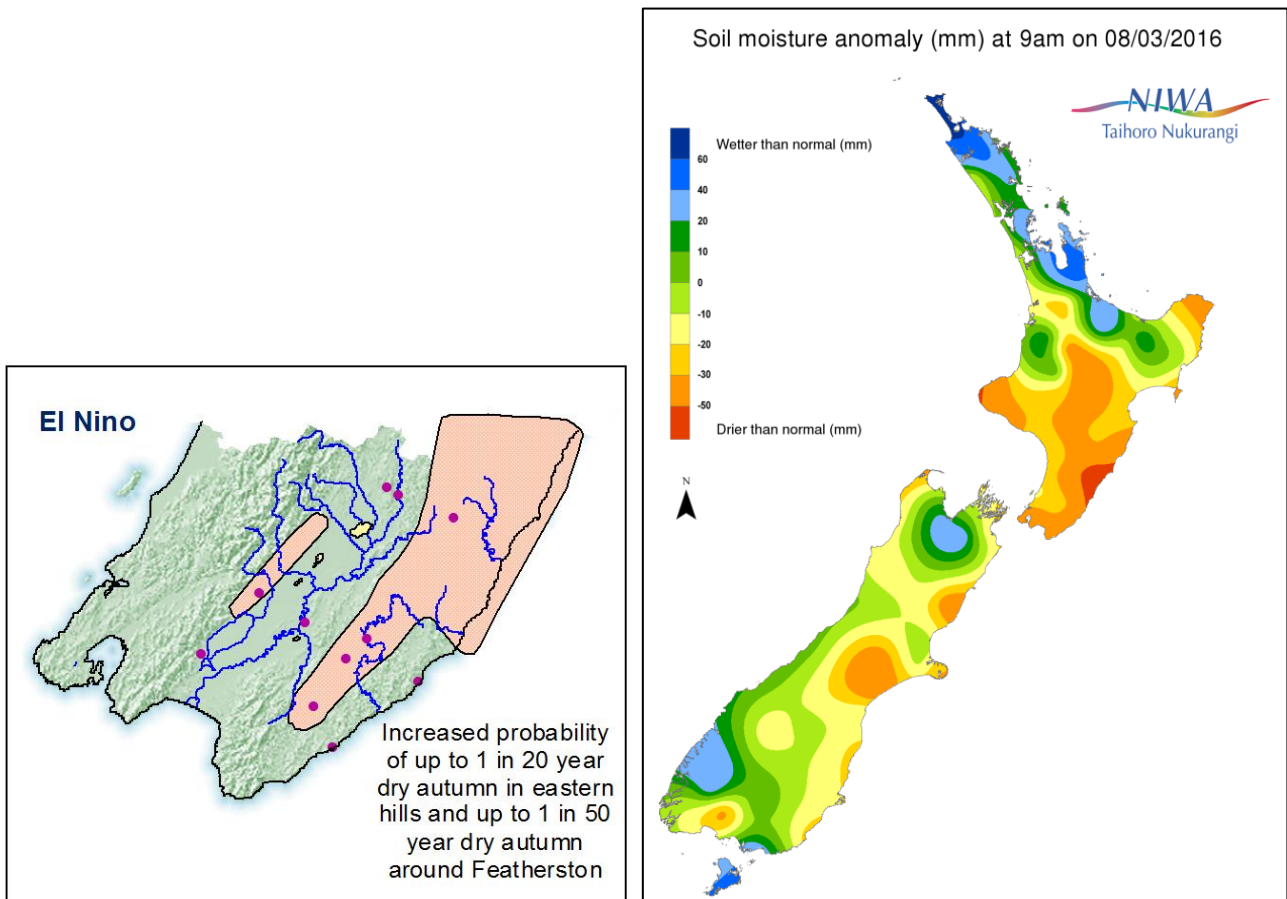 El Nino
Increased probability
of up to 1 in 20 year
dry autumn in eastern
hills and up to 1 in 50
year dry autumn
around Featherston
Soil moisture anomaly (mm) at 9am on 08/03/2016
NIWA
Taihoro Nukurangi
Wetter than normal (mm)
60
40
20
10
0
-10
-20
-30
-50
Drier than normal (mm)
N